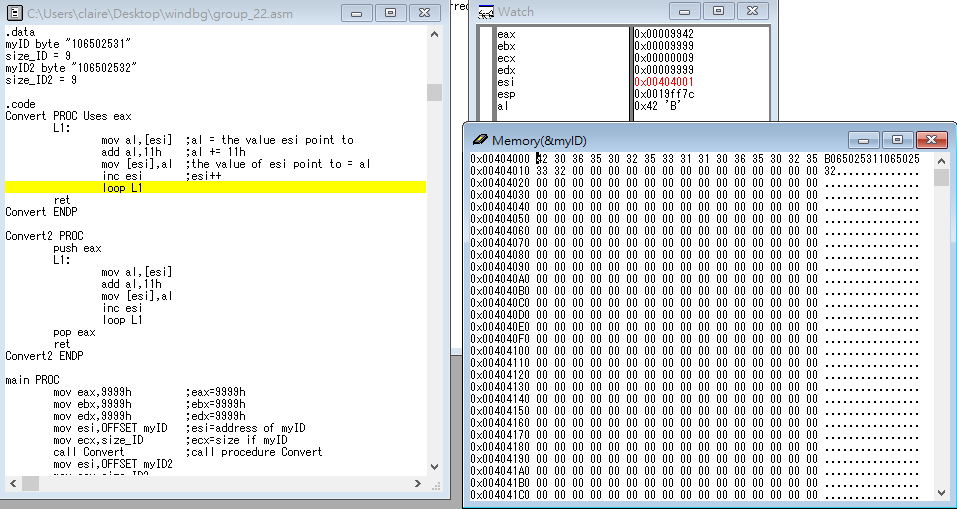 C:\Users\claire\Desktop\windbg\group_22.asm
.data
myID byte "106502531"
size_ID = 9
myID2 byte "106502532"
size_ID2 = 9
.code
Convert PROC Uses eax
L1:
mov al,[esi] ;al = the value esi point to
add al,11h ;al += 11h
mov [esi],al ;the value of esi point to = al
inc esi ;esi++
loop L1
ret
Convert ENDP
Convert2 PROC
push eax
L1:
mov al,[esi]
add al,11h
mov [esi],al
inc esi
loop L1
pop eax
ret
Convert2 ENDP
main PROC
mov eax,9999h ;eax=9999h
mov ebx,9999h ;ebx=9999h
mov edx,9999h ;edx=9999h
mov esi,OFFSET myID ;esi=address of myID
mov ecx,size_ID ;ecx=size if myID
call Convert ;call procedure Convert
mov esi,OFFSET myID2
Watch
eax 0x00009942
ebx 0x00009999
ecx 0x00000009
edx 0x00009999
esi 0x00404001
esp 0x0019ff7c
al 0x42 'B'
Memory(&myID)
0x00404000 42 30 36 35 30 32 35 33 31 31 30 36 35 30 32 35 B065025311065025
0x00404010 33 32 00 00 00 00 00 00 00 00 00 00 00 00 00 00 32..............
0x00404020 00 00 00 00 00 00 00 00 00 00 00 00 00 00 00 00 ................
0x00404030 00 00 00 00 00 00 00 00 00 00 00 00 00 00 00 00 ................
0x00404040 00 00 00 00 00 00 00 00 00 00 00 00 00 00 00 00 ................
0x00404050 00 00 00 00 00 00 00 00 00 00 00 00 00 00 00 00 ................
0x00404060 00 00 00 00 00 00 00 00 00 00 00 00 00 00 00 00 ................
0x00404070 00 00 00 00 00 00 00 00 00 00 00 00 00 00 00 00 ................
0x00404080 00 00 00 00 00 00 00 00 00 00 00 00 00 00 00 00 ................
0x00404090 00 00 00 00 00 00 00 00 00 00 00 00 00 00 00 00 ................
0x004040A0 00 00 00 00 00 00 00 00 00 00 00 00 00 00 00 00 ................
0x004040B0 00 00 00 00 00 00 00 00 00 00 00 00 00 00 00 00 ................
0x004040C0 00 00 00 00 00 00 00 00 00 00 00 00 00 00 00 00 ................
0x004040D0 00 00 00 00 00 00 00 00 00 00 00 00 00 00 00 00 ................
0x004040E0 00 00 00 00 00 00 00 00 00 00 00 00 00 00 00 00 ................
0x004040F0 00 00 00 00 00 00 00 00 00 00 00 00 00 00 00 00 ................
0x00404100 00 00 00 00 00 00 00 00 00 00 00 00 00 00 00 00 ................
0x00404110 00 00 00 00 00 00 00 00 00 00 00 00 00 00 00 00 ................
0x00404120 00 00 00 00 00 00 00 00 00 00 00 00 00 00 00 00 ................
0x00404130 00 00 00 00 00 00 00 00 00 00 00 00 00 00 00 00 ................
0x00404140 00 00 00 00 00 00 00 00 00 00 00 00 00 00 00 00 ................
0x00404150 00 00 00 00 00 00 00 00 00 00 00 00 00 00 00 00 ................
0x00404160 00 00 00 00 00 00 00 00 00 00 00 00 00 00 00 00 ................
0x00404170 00 00 00 00 00 00 00 00 00 00 00 00 00 00 00 00 ................
0x00404180 00 00 00 00 00 00 00 00 00 00 00 00 00 00 00 00 ................
0x00404190 00 00 00 00 00 00 00 00 00 00 00 00 00 00 00 00 ................
0x004041A0 00 00 00 00 00 00 00 00 00 00 00 00 00 00 00 00 ................
0x004041B0 00 00 00 00 00 00 00 00 00 00 00 00 00 00 00 00 ................
0x004041C0 00 00 00 00 00 00 00 00 00 00 00 00 00 00 00 00 ................